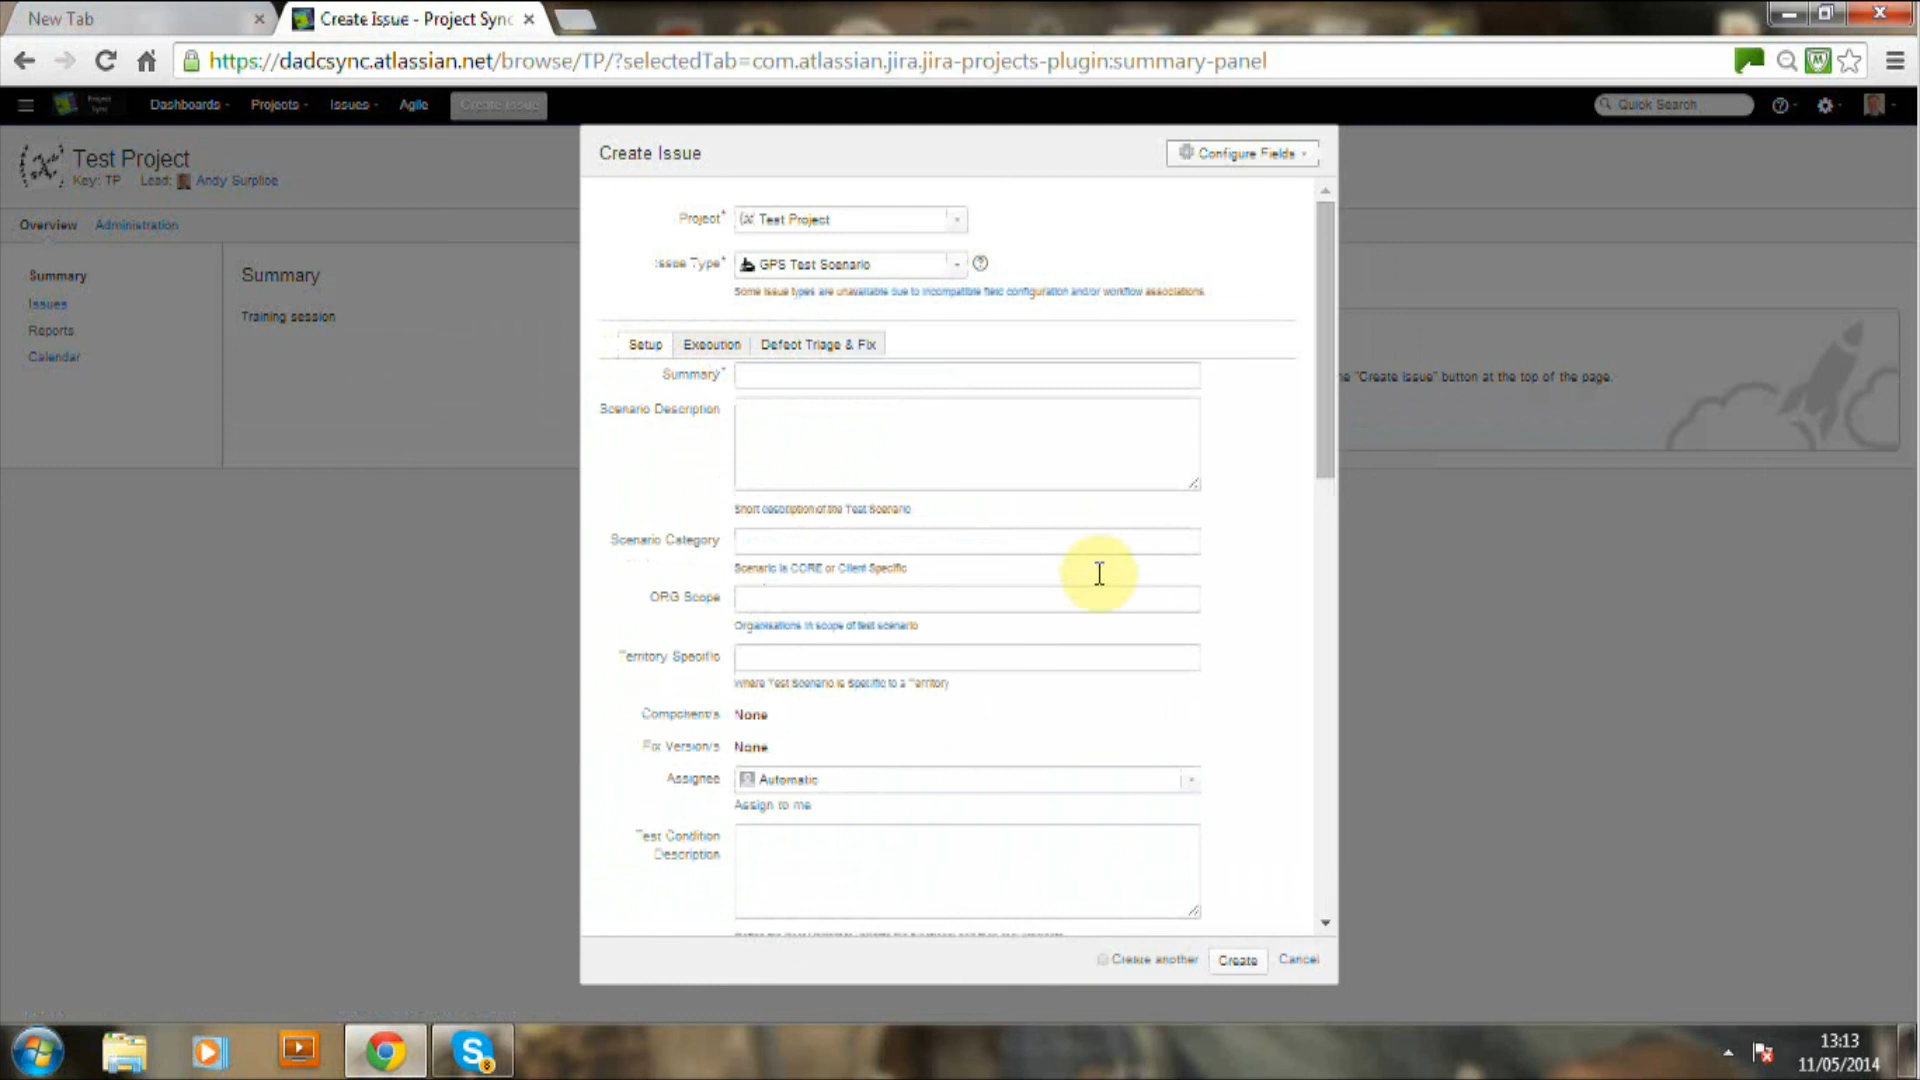 New Tab
Create Issue - Project Sync
https://dadcsync.atlassian.net/browse/TP/?selectedTab=com.atlassian.jira.jira-projects-plugin:summary-panel
Project Sync
Dashboards
Projects
Issues
Agile
Create Issue
Quick Search
Test Project
Key: TP Lead: Andy Surplice
Overview
Administration
Summary
Issues
Reports
Calendar
Summary
Training session
"Create Issue" button at the top of the page.
Create Issue
Configure Fields
Project*
Test Project
Issue Type*
GPS Test Scenario
Some issue types are unavailable due to incompatible field configuration and/or workflow associations.
Setup
Execution
Defect Triage & Fix
Summary*
Scenario Description
Short description of the Test Scenario
Scenario Category
Scenario is CORE or Client Specific
ORG Scope
Organisations in scope of test scenario
Territory Specific
Where Test Scenario is Specific to a Territory
Component/s
None
Fix Version/s
None
Assignee
Automatic
Assign to me
Test Condition
Description
Create another
Create
Cancel
13:13
11/05/2014